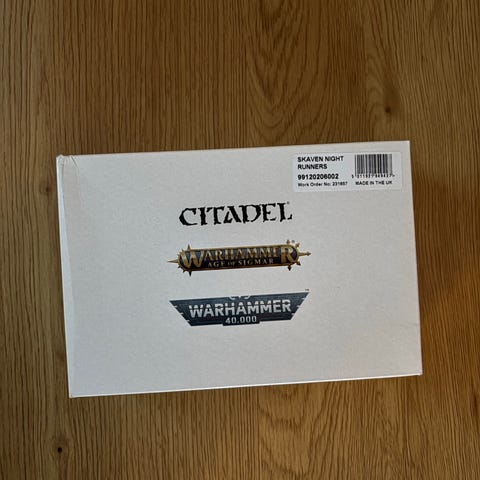 SKAVEN NIGHT
RUNNERS
99120206002
Work Order No: 231657 MADE IN THE UK
CITADEL
WARHAMMER
AGE OF SIGMAR
WARHAMMER
40,000